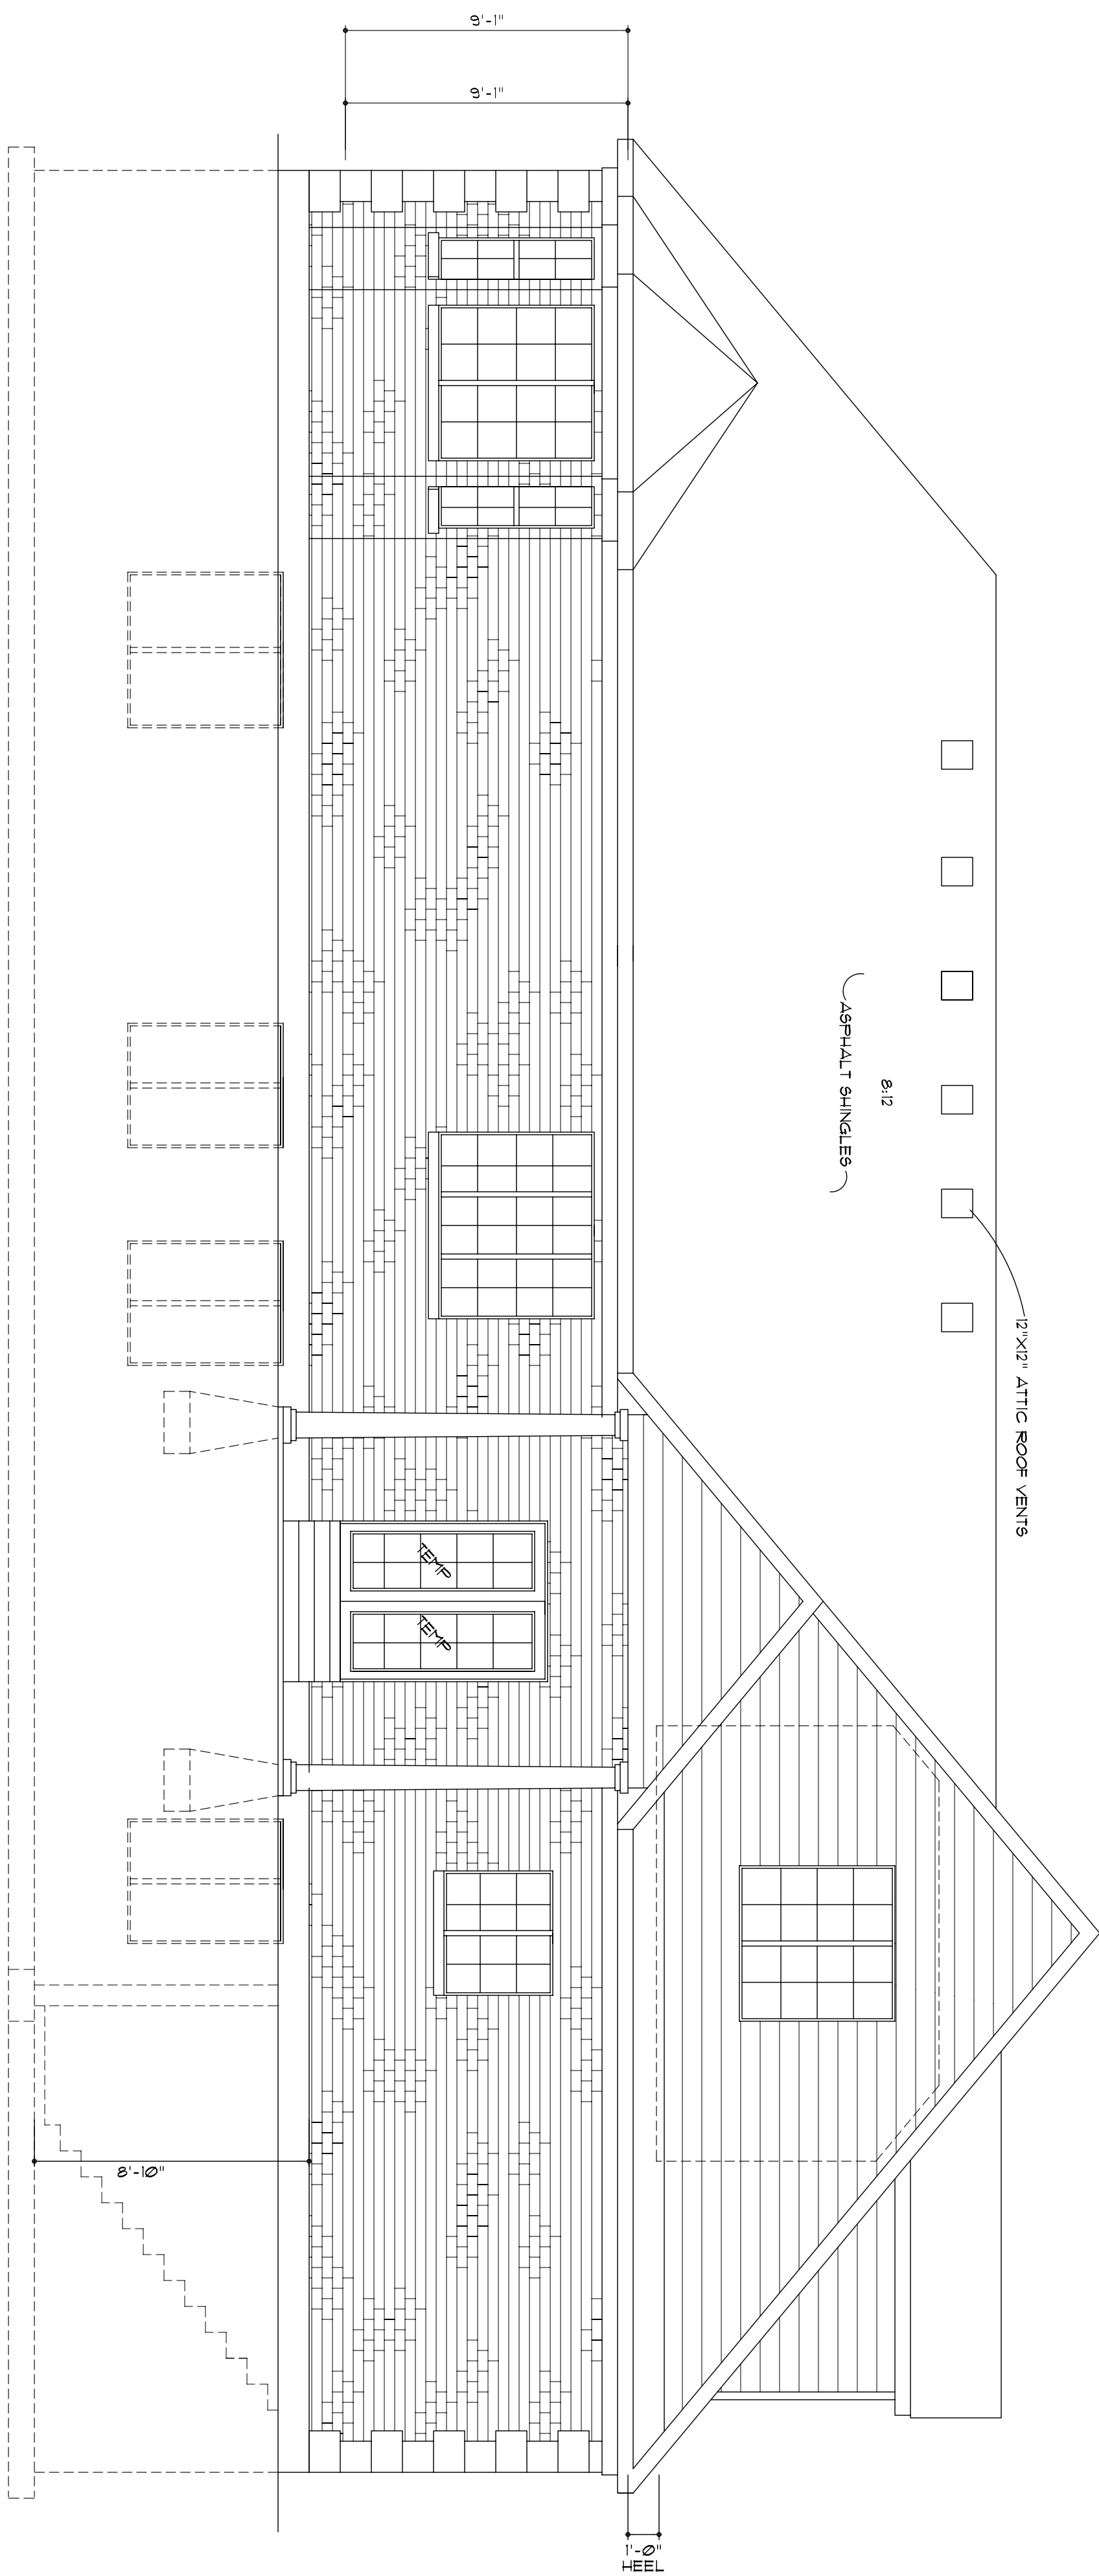 9'-1"
9'-1"
12"X12" ATTIC ROOF VENTS
8:12
ASPHALT SHINGLES
TEMP
TEMP
8'-10"
1'-0"
HEEL